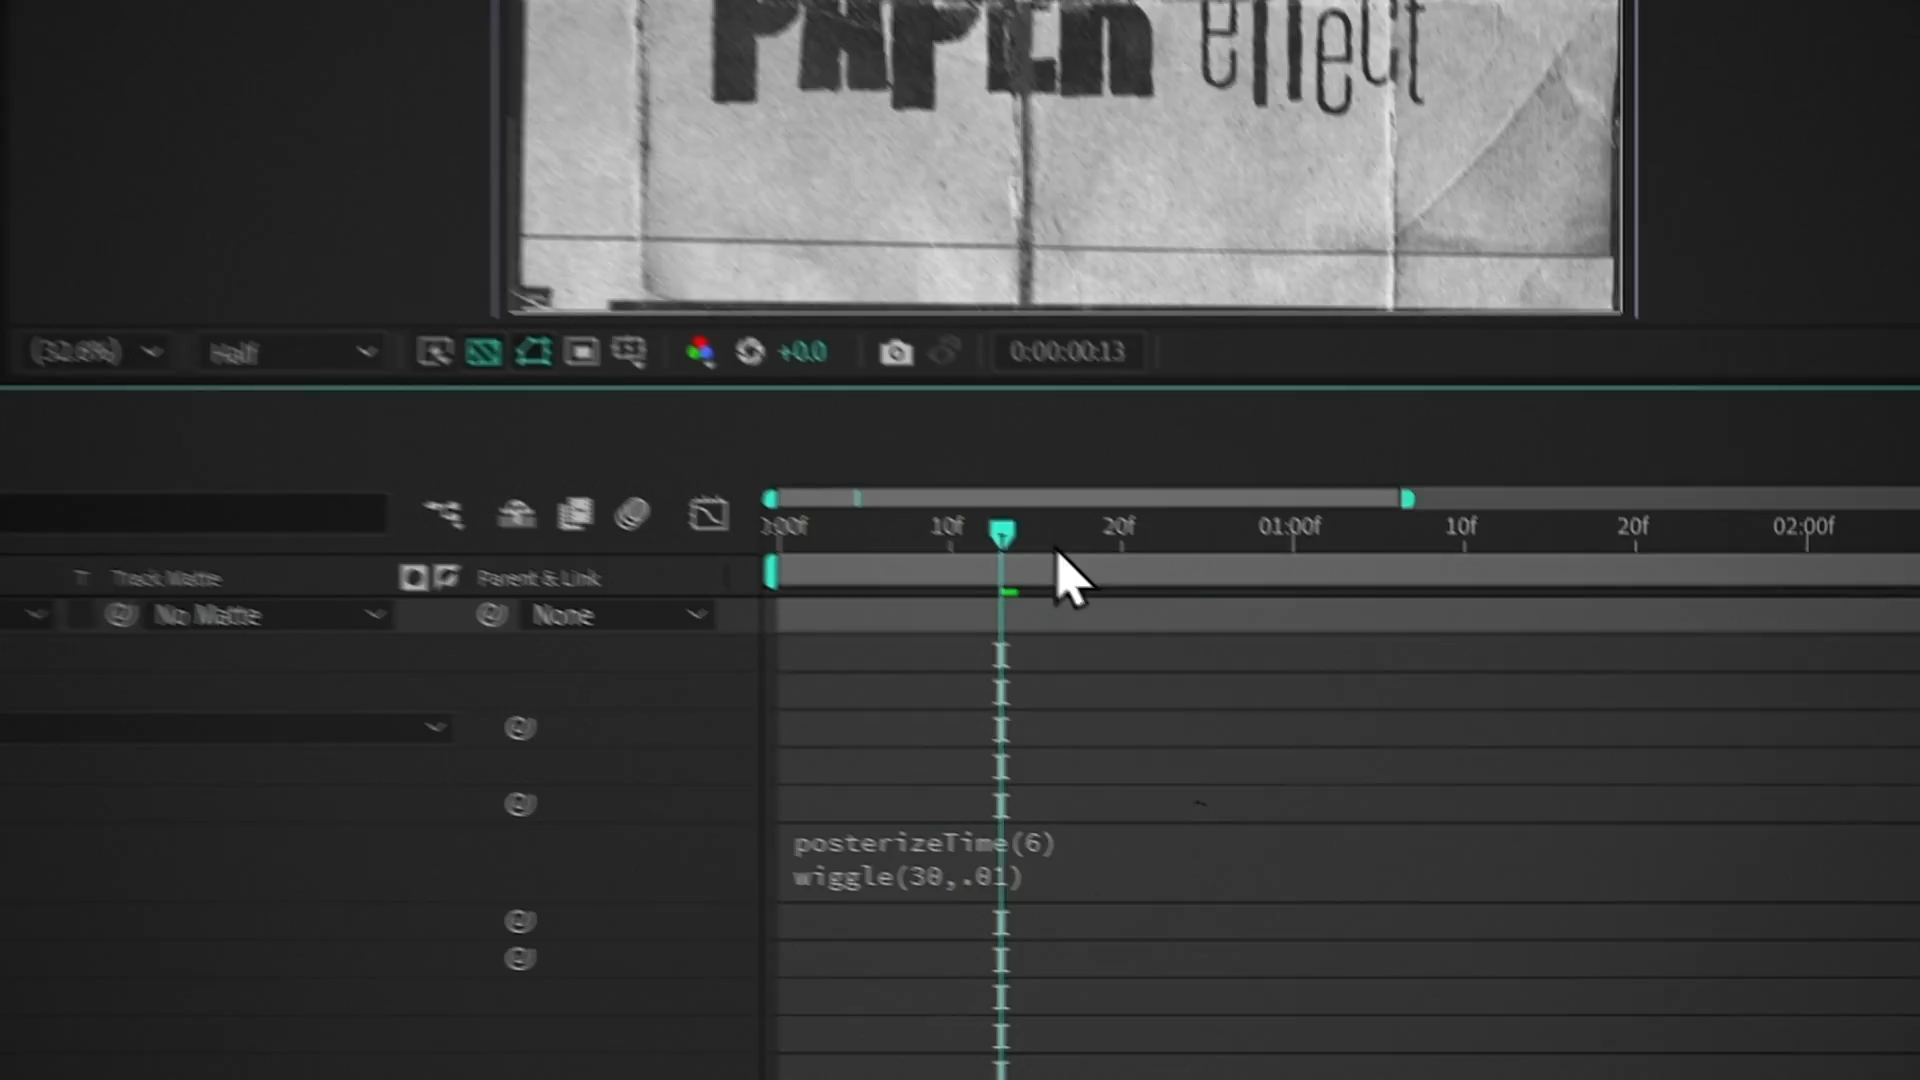 PAPER effect
(32.6%) Half +0.0 0:00:00:13
0:00f 10f 20f 01:00f 10f 20f 02:00f
T Track Matte Parent & Link
No Matte None
posterizeTime(6)
wiggle(30,.01)